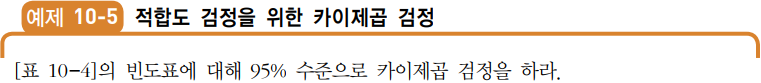 예제 10-5 적합도 검정을 위한 카이제곱 검정
[표 10-4]의 빈도표에 대해 95% 수준으로 카이제곱 검정을 하라.